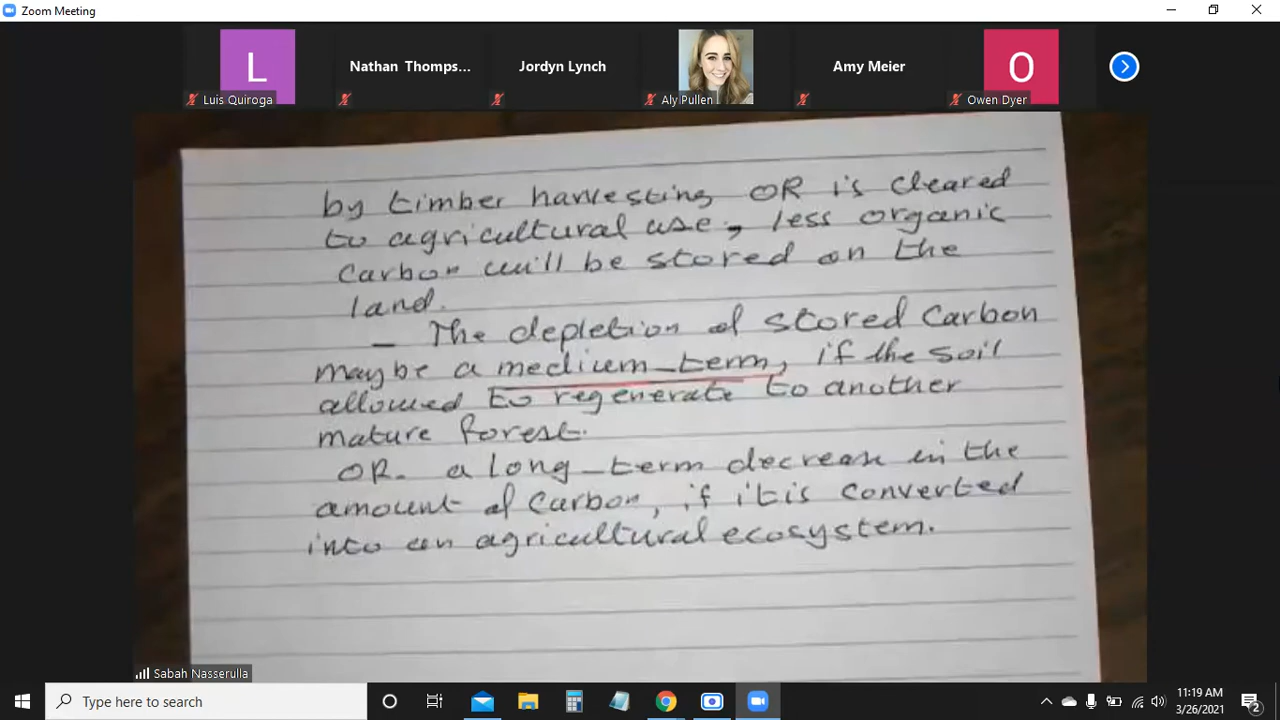 Zoom Meeting
L
Luis Quiroga
Nathan Thomps...
Jordyn Lynch
Aly Pullen
Amy Meier
O
Owen Dyer
by timber harvesting OR is cleared
to agricultural use, less organic
Carbon will be stored on the
land.
– The depletion of stored Carbon
maybe a medium-term, if the soil
allowed to regenerate to another
mature forest.
OR- a long-term decrease in the
amount of Carbon, if it is converted
into an agricultural ecosystem.
Sabah Nasserulla
Type here to search
11:19 AM
3/26/2021
2